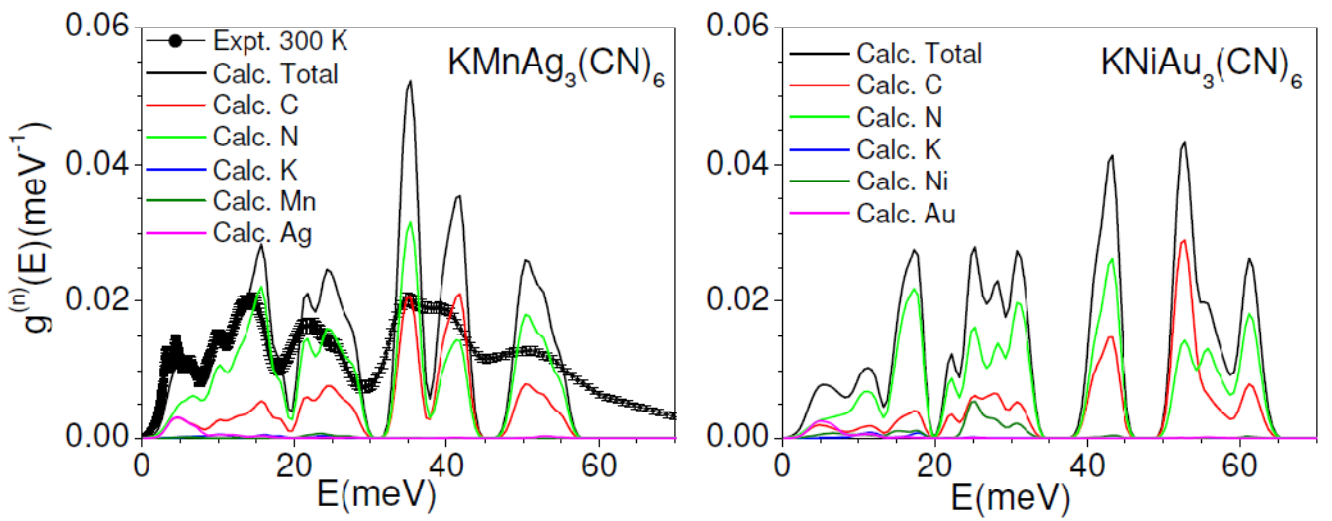 g⁽ⁿ⁾(E)(meV⁻¹)
0.06
0.04
0.02
0.00
Expt. 300 K
Calc. Total
Calc. C
Calc. N
Calc. K
Calc. Mn
Calc. Ag
KMnAg₃(CN)₆
0 20 40 60
E(meV)
0.06
0.04
0.02
0.00
Calc. Total
Calc. C
Calc. N
Calc. K
Calc. Ni
Calc. Au
KNiAu₃(CN)₆
0 20 40 60
E(meV)